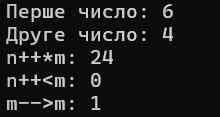 Перше число: 6
Друге число: 4
n++*m: 24
n++<m: 0
m-->m: 1